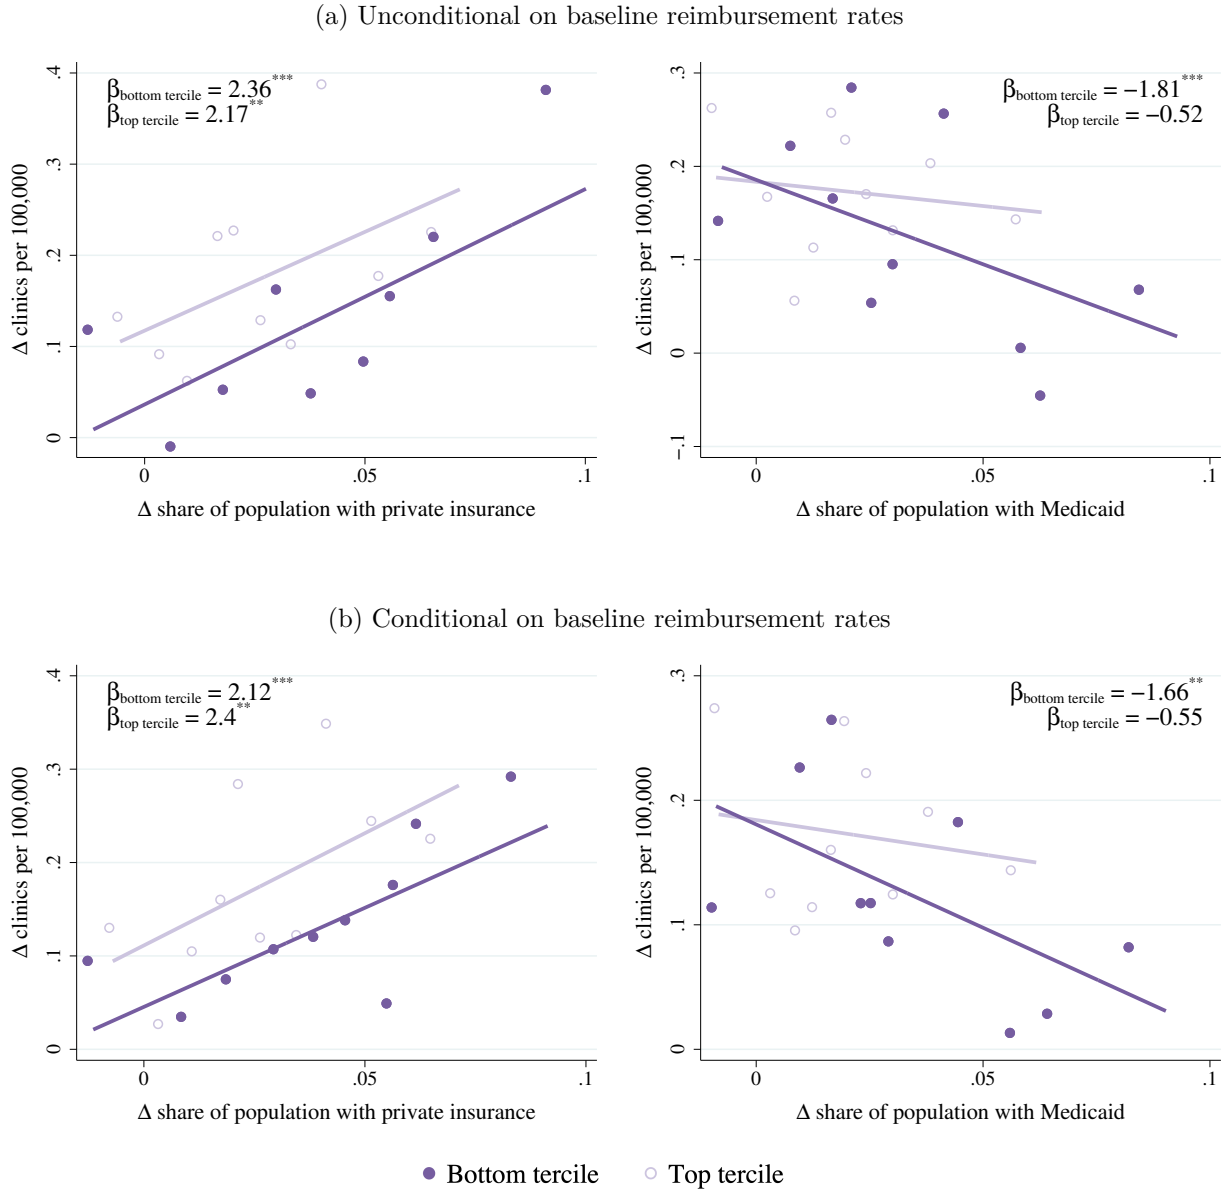 (a) Unconditional on baseline reimbursement rates
βbottom tercile = 2.36***
βtop tercile = 2.17**
Δ clinics per 100,000
.4
.3
.2
.1
0
0 .05 .1
Δ share of population with private insurance
βbottom tercile = −1.81***
βtop tercile = −0.52
Δ clinics per 100,000
.3
.2
.1
0
−.1
0 .05 .1
Δ share of population with Medicaid
(b) Conditional on baseline reimbursement rates
βbottom tercile = 2.12***
βtop tercile = 2.4**
Δ clinics per 100,000
.4
.3
.2
.1
0
0 .05 .1
Δ share of population with private insurance
βbottom tercile = −1.66**
βtop tercile = −0.55
Δ clinics per 100,000
.3
.2
.1
0
0 .05 .1
Δ share of population with Medicaid
Bottom tercile Top tercile